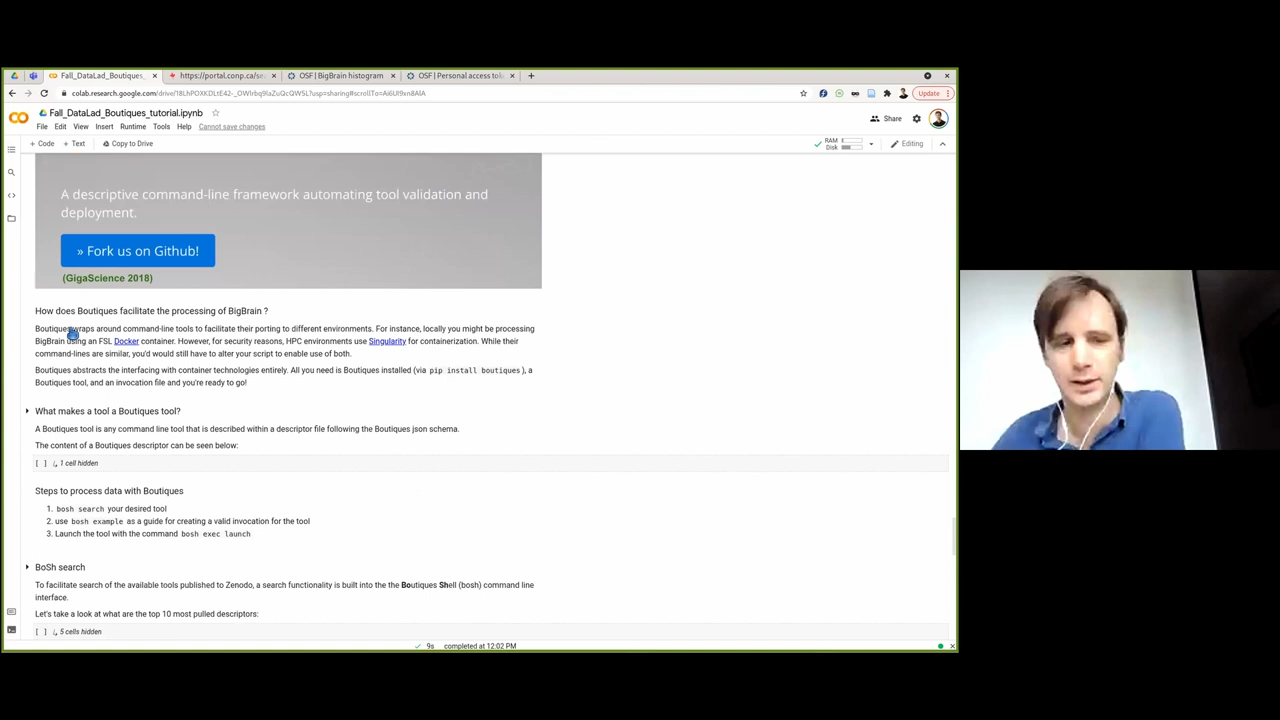 Fall_DataLad_Boutiques_
https://portal.conp.ca/sea
OSF | BigBrain histogram
OSF | Personal access tok
colab.research.google.com/drive/18LhPOXKDLtE42-_OWlrbq9laZuQcQW5L?usp=sharing#scrollTo=Ai6UI9xn8AlA
Update
Fall_DataLad_Boutiques_tutorial.ipynb
Share
File Edit View Insert Runtime Tools Help Cannot save changes
+ Code + Text Copy to Drive
RAM
Disk
Editing
A descriptive command-line framework automating tool validation and
deployment.
» Fork us on Github!
(GigaScience 2018)
How does Boutiques facilitate the processing of BigBrain ?
Boutiques wraps around command-line tools to facilitate their porting to different environments. For instance, locally you might be processing
BigBrain using an FSL Docker container. However, for security reasons, HPC environments use Singularity for containerization. While their
command-lines are similar, you'd would still have to alter your script to enable use of both.
Boutiques abstracts the interfacing with container technologies entirely. All you need is Boutiques installed (via pip install boutiques), a
Boutiques tool, and an invocation file and you're ready to go!
What makes a tool a Boutiques tool?
A Boutiques tool is any command line tool that is described within a descriptor file following the Boutiques json schema.
The content of a Boutiques descriptor can be seen below:
[ ] ↳ 1 cell hidden
Steps to process data with Boutiques
1. bosh search your desired tool
2. use bosh example as a guide for creating a valid invocation for the tool
3. Launch the tool with the command bosh exec launch
BoSh search
To facilitate search of the available tools published to Zenodo, a search functionality is built into the the Boutiques Shell (bosh) command line
interface.
Let's take a look at what are the top 10 most pulled descriptors:
[ ] ↳ 5 cells hidden
9s completed at 12:02 PM